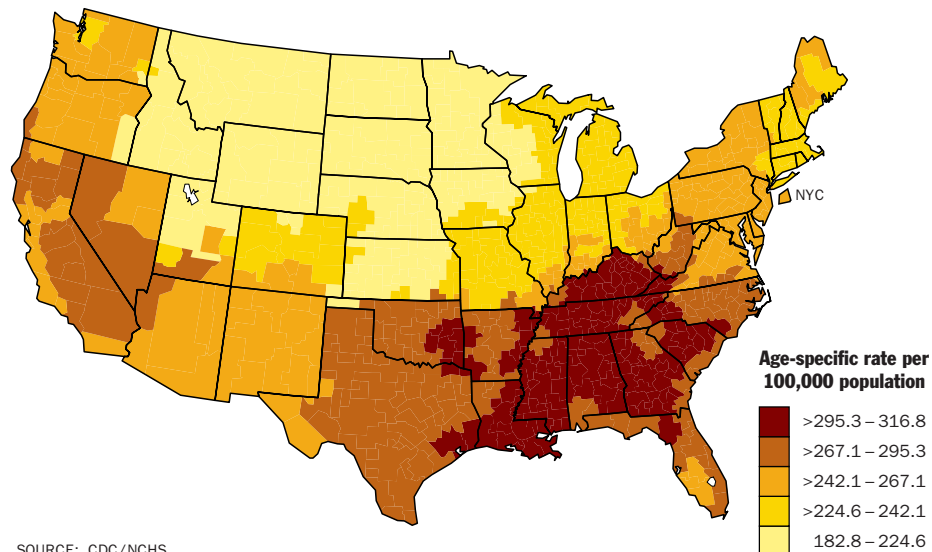 NYC
Age-specific rate per
100,000 population
>295.3 – 316.8
>267.1 – 295.3
>242.1 – 267.1
>224.6 – 242.1
182.8 – 224.6
SOURCE: CDC/NCHS